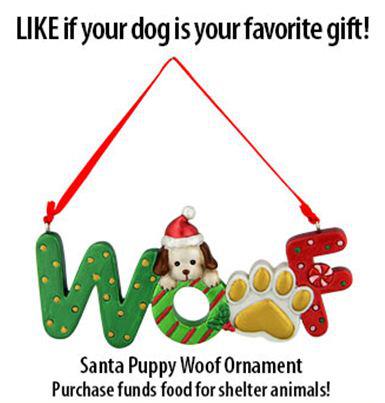 LIKE if your dog is your favorite gift!
WOOF
Santa Puppy Woof Ornament
Purchase funds food for shelter animals!